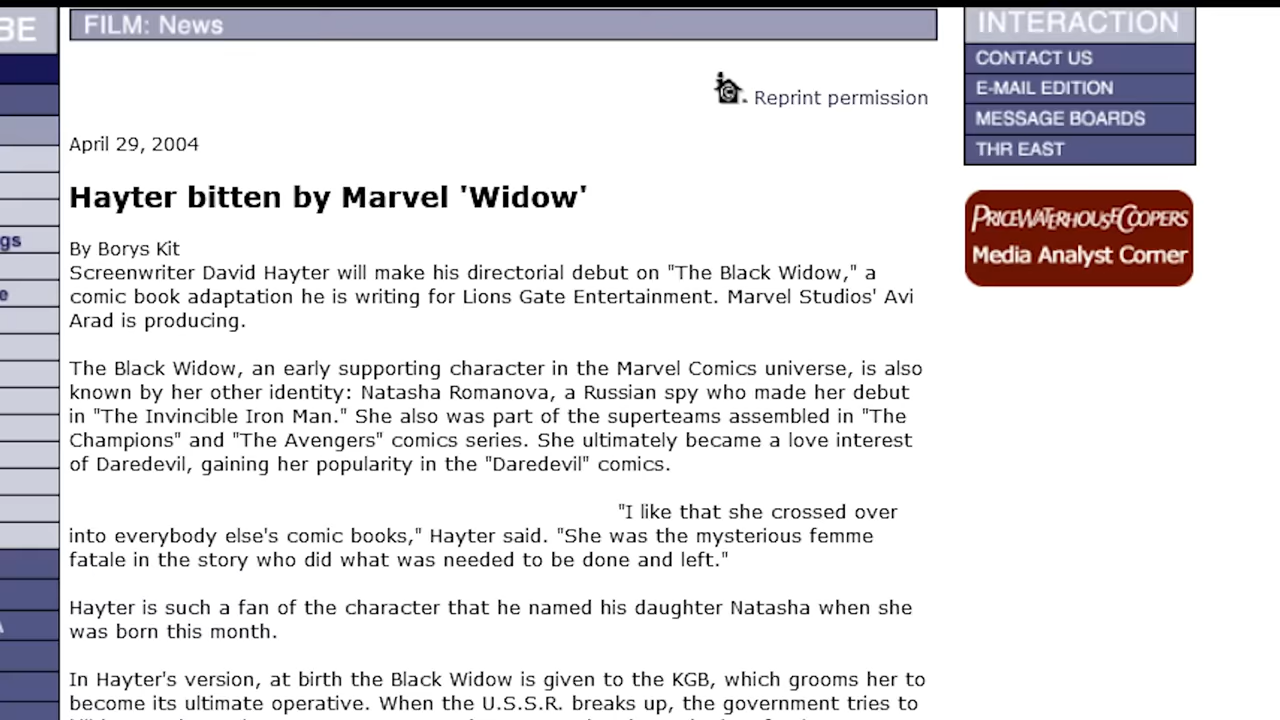 BE
FILM: News
INTERACTION
CONTACT US
E-MAIL EDITION
MESSAGE BOARDS
THR EAST
Reprint permission
April 29, 2004
PRICEWATERHOUSECOOPERS
Media Analyst Corner
Hayter bitten by Marvel 'Widow'
gs
e
By Borys Kit
Screenwriter David Hayter will make his directorial debut on "The Black Widow," a
comic book adaptation he is writing for Lions Gate Entertainment. Marvel Studios' Avi
Arad is producing.
The Black Widow, an early supporting character in the Marvel Comics universe, is also
known by her other identity: Natasha Romanova, a Russian spy who made her debut
in "The Invincible Iron Man." She also was part of the superteams assembled in "The
Champions" and "The Avengers" comics series. She ultimately became a love interest
of Daredevil, gaining her popularity in the "Daredevil" comics.
"I like that she crossed over
into everybody else's comic books," Hayter said. "She was the mysterious femme
fatale in the story who did what was needed to be done and left."
Hayter is such a fan of the character that he named his daughter Natasha when she
was born this month.
In Hayter's version, at birth the Black Widow is given to the KGB, which grooms her to
become its ultimate operative. When the U.S.S.R. breaks up, the government tries to